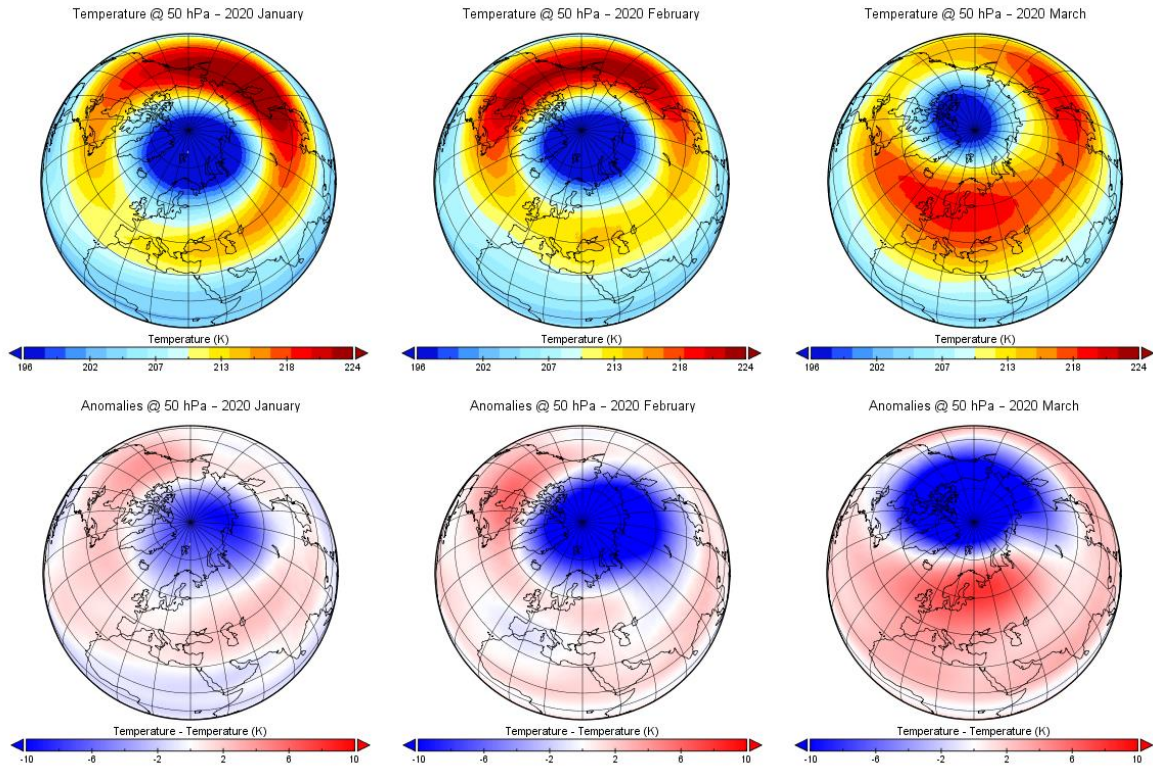 Temperature @ 50 hPa – 2020 January
Temperature @ 50 hPa – 2020 February
Temperature @ 50 hPa – 2020 March
Temperature (K)
196 202 207 213 218 224
Temperature (K)
196 202 207 213 218 224
Temperature (K)
196 202 207 213 218 224
Anomalies @ 50 hPa – 2020 January
Anomalies @ 50 hPa – 2020 February
Anomalies @ 50 hPa – 2020 March
Temperature – Temperature (K)
-10 -6 -2 2 6 10
Temperature – Temperature (K)
-10 -6 -2 2 6 10
Temperature – Temperature (K)
-10 -6 -2 2 6 10